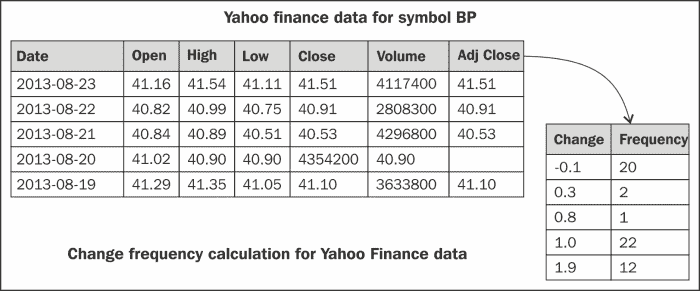 Yahoo finance data for symbol BP
Date Open High Low Close Volume Adj Close
2013-08-23 41.16 41.54 41.11 41.51 4117400 41.51
2013-08-22 40.82 40.99 40.75 40.91 2808300 40.91
2013-08-21 40.84 40.89 40.51 40.53 4296800 40.53
2013-08-20 41.02 40.90 40.90 4354200 40.90
2013-08-19 41.29 41.35 41.05 41.10 3633800 41.10
Change Frequency
-0.1 20
0.3 2
0.8 1
1.0 22
1.9 12
Change frequency calculation for Yahoo Finance data